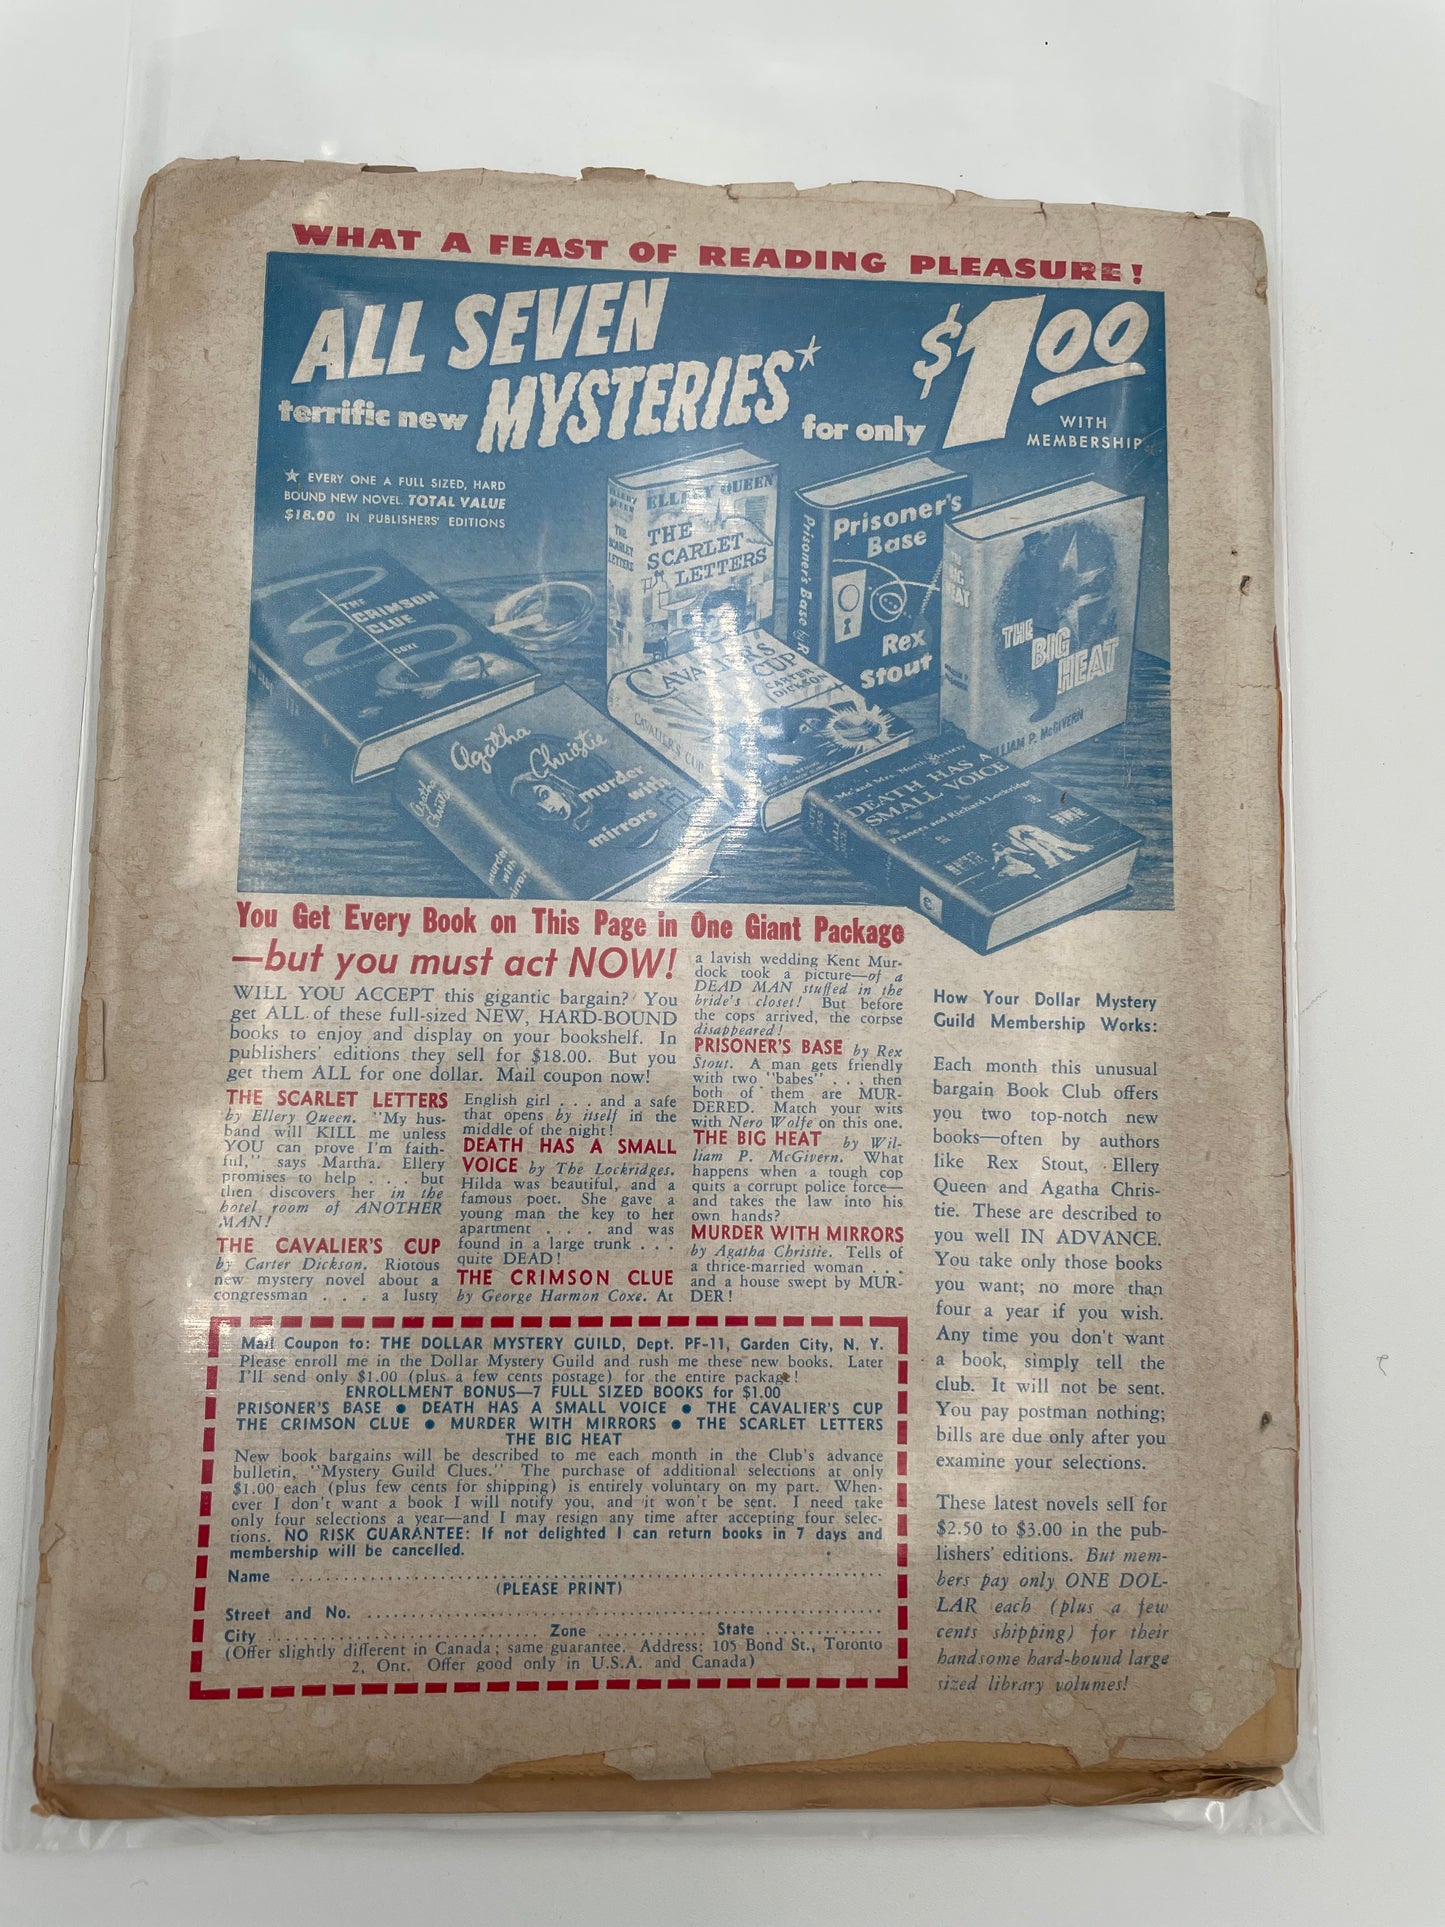 WHAT A FEAST OF READING PLEASURE!
ALL SEVEN
terrific new MYSTERIES* for only
$1.00
WITH
MEMBERSHIP
★ EVERY ONE A FULL SIZED, HARD
BOUND NEW NOVEL. TOTAL VALUE
$18.00 IN PUBLISHERS' EDITIONS
THE
CRIMSON
CLUE
COXE
ELLERY
QUEEN
THE
SCARLET
LETTERS
ELLERY QUEEN
THE
SCARLET
LETTERS
Prisoner's Base
Prisoner's
Base
Rex
Stout
THE
BIG
HEAT
WILLIAM P. McGIVERN
CAVALIER'S
CUP
CARTER
DICKSON
CAVALIER'S CUP
Agatha
Christie
murder
with
mirrors
Agatha
Christie
murder
with
mirrors
Mr. and Mrs. North Mystery
DEATH HAS A
SMALL VOICE
Frances and Richard Lockridge
You Get Every Book on This Page in One Giant Package
—but you must act NOW!
WILL YOU ACCEPT this gigantic bargain? You
get ALL of these full-sized NEW, HARD-BOUND
books to enjoy and display on your bookshelf. In
publishers' editions they sell for $18.00. But you
get them ALL for one dollar. Mail coupon now!
THE SCARLET LETTERS
by Ellery Queen. "My hus-
band will KILL me unless
YOU can prove I'm faith-
ful," says Martha. Ellery
promises to help . . . but
then discovers her in the
hotel room of ANOTHER
MAN!
THE CAVALIER'S CUP
by Carter Dickson. Riotous
new mystery novel about a
congressman . . . a lusty
English girl . . . and a safe
that opens by itself in the
middle of the night!
DEATH HAS A SMALL
VOICE by The Lockridges.
Hilda was beautiful, and a
famous poet. She gave a
young man the key to her
apartment . . . and was
found in a large trunk . . .
quite DEAD!
THE CRIMSON CLUE
by George Harmon Coxe. At
a lavish wedding Kent Mur-
dock took a picture—of a
DEAD MAN stuffed in the
bride's closet! But before
the cops arrived, the corpse
disappeared!
PRISONER'S BASE by Rex
Stout. A man gets friendly
with two "babes" . . . then
both of them are MUR-
DERED. Match your wits
with Nero Wolfe on this one.
THE BIG HEAT by Wil-
liam P. McGivern. What
happens when a tough cop
quits a corrupt police force—
and takes the law into his
own hands?
MURDER WITH MIRRORS
by Agatha Christie. Tells of
a thrice-married woman . . .
and a house swept by MUR-
DER!
How Your Dollar Mystery
Guild Membership Works:
Each month this unusual
bargain Book Club offers
you two top-notch new
books—often by authors
like Rex Stout, Ellery
Queen and Agatha Chris-
tie. These are described to
you well IN ADVANCE.
You take only those books
you want; no more than
four a year if you wish.
Any time you don't want
a book, simply tell the
club. It will not be sent.
You pay postman nothing;
bills are due only after you
examine your selections.
These latest novels sell for
$2.50 to $3.00 in the pub-
lishers' editions. But mem-
bers pay only ONE DOL-
LAR each (plus a few
cents shipping) for their
handsome hard-bound large
sized library volumes!
Mail Coupon to: THE DOLLAR MYSTERY GUILD, Dept. PF-11, Garden City, N. Y.
Please enroll me in the Dollar Mystery Guild and rush me these new books. Later
I'll send only $1.00 (plus a few cents postage) for the entire package!
ENROLLMENT BONUS—7 FULL SIZED BOOKS for $1.00
PRISONER'S BASE ● DEATH HAS A SMALL VOICE ● THE CAVALIER'S CUP
THE CRIMSON CLUE ● MURDER WITH MIRRORS ● THE SCARLET LETTERS
THE BIG HEAT
New book bargains will be described to me each month in the Club's advance
bulletin, "Mystery Guild Clues." The purchase of additional selections at only
$1.00 each (plus few cents for shipping) is entirely voluntary on my part. When-
ever I don't want a book I will notify you, and it won't be sent. I need take
only four selections a year—and I may resign any time after accepting four selec-
tions. NO RISK GUARANTEE: If not delighted I can return books in 7 days and
membership will be cancelled.
Name
(PLEASE PRINT)
Street and No.
City Zone State
(Offer slightly different in Canada; same guarantee. Address: 105 Bond St., Toronto
2, Ont. Offer good only in U.S.A. and Canada)